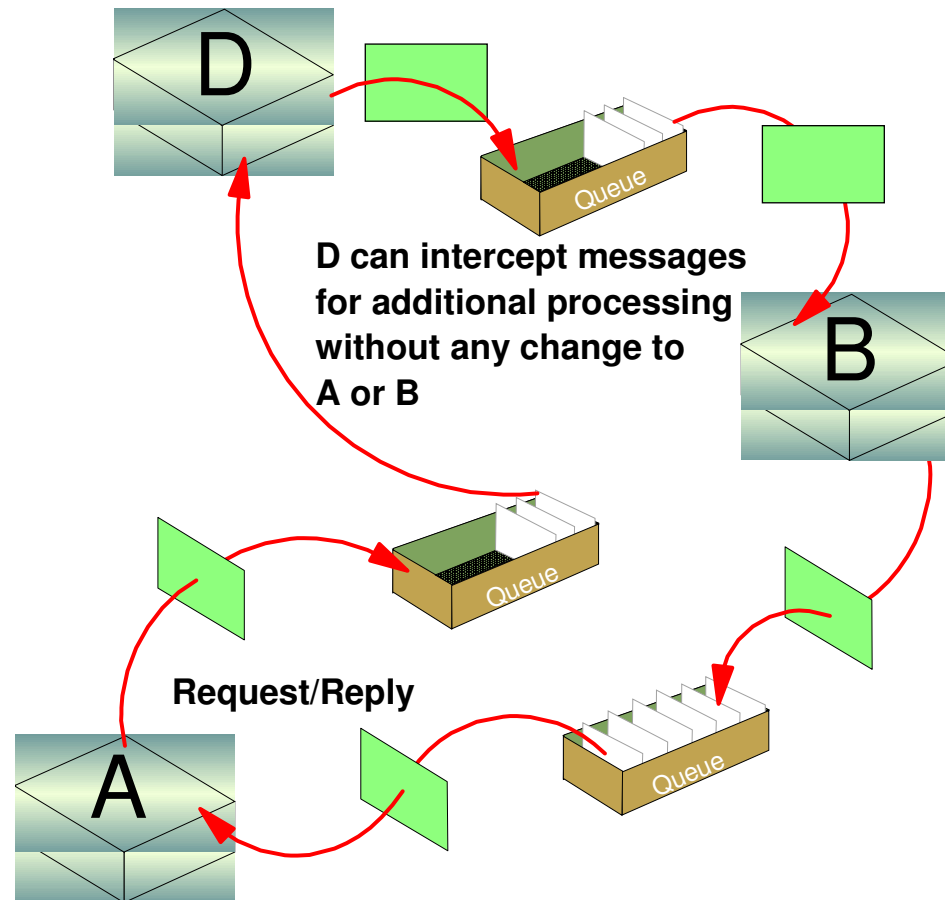 D
Queue
D can intercept messages
for additional processing
without any change to
A or B
B
Queue
Request/Reply
Queue
A